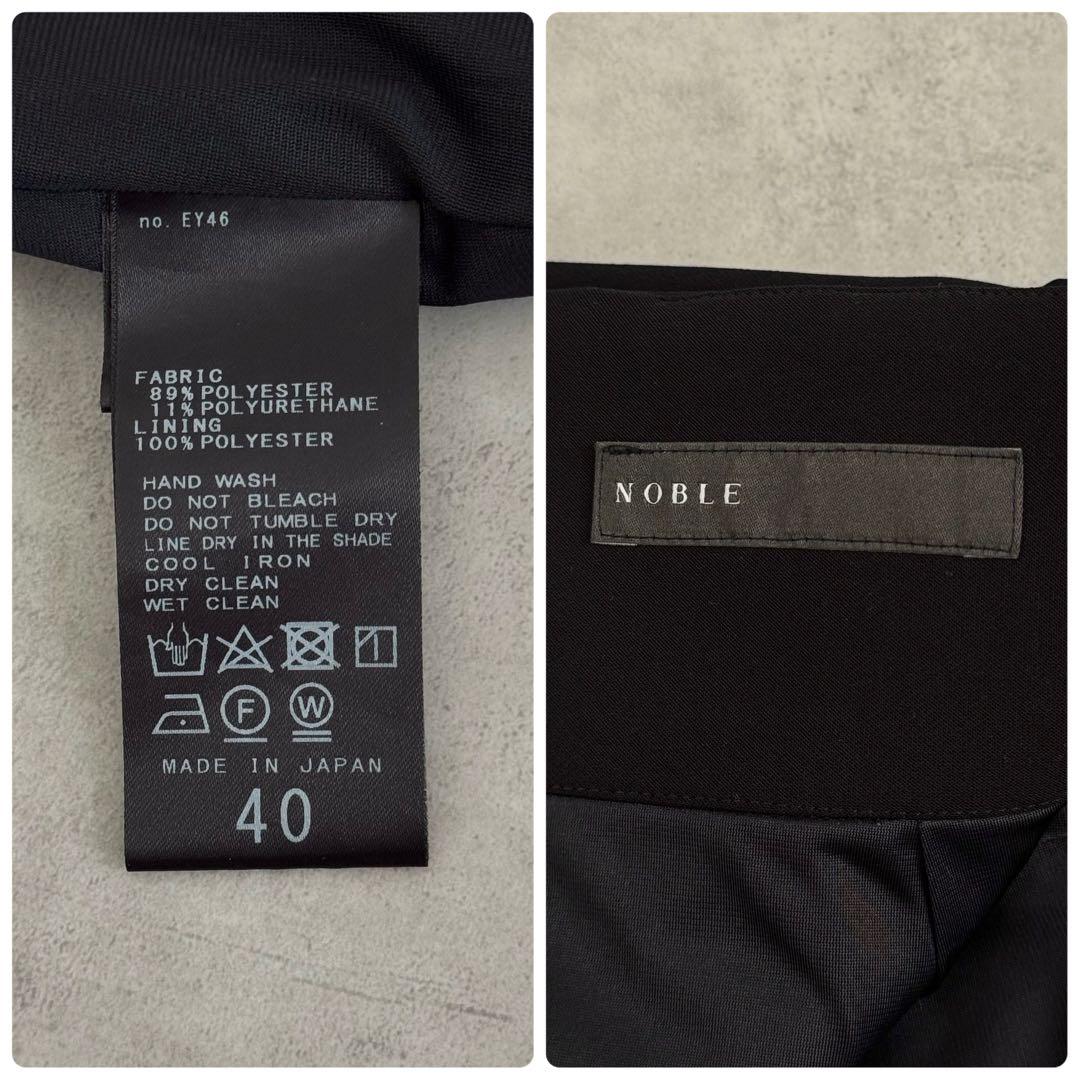 no. EY46
FABRIC
89% POLYESTER
11% POLYURETHANE
LINING
100% POLYESTER
HAND WASH
DO NOT BLEACH
DO NOT TUMBLE DRY
LINE DRY IN THE SHADE
COOL IRON
DRY CLEAN
WET CLEAN
F W
MADE IN JAPAN
40
NOBLE